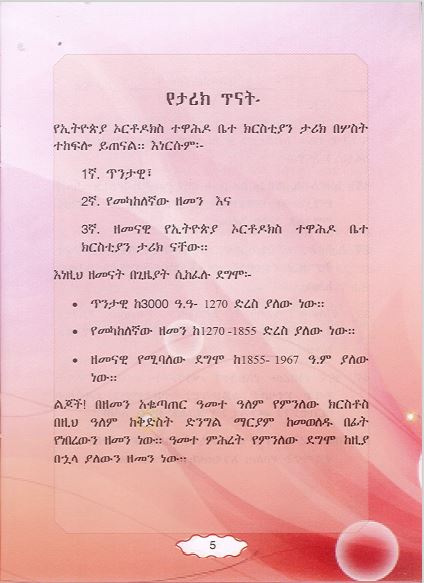 የታሪክ ጥናት-
የኢትዮጵያ ኦርቶዶክስ ተዋሕዶ ቤተ ክርስቲያን ታሪክ በሦስት
ተከፍሎ ይጠናል። እነርሱም፦
1ኛ. ጥንታዊ፣
2ኛ. የመካከለኛው ዘመን እና
3ኛ. ዘመናዊ የኢትዮጵያ ኦርቶዶክስ ተዋሕዶ ቤተ
ክርስቲያን ታሪክ ናቸው።
እነዚህ ዘመናት በጊዜያት ሲከፈሉ ደግሞ፦
• ጥንታዊ ከ3000 ዓ.ዓ- 1270 ድረስ ያለው ነው።
• የመካከለኛው ዘመን ከ1270 -1855 ድረስ ያለው ነው።
• ዘመናዊ የሚባለው ደግሞ ከ1855- 1967 ዓ.ም ያለው
ነው።
ልጆች! በዘመን አቈጣጠር ዓመተ ዓለም የምንለው ክርስቶስ
በዚህ ዓለም ከቅድስት ድንግል ማርያም ከመወለዱ በፊት
የነበረውን ዘመን ነው። ዓመተ ምሕረት የምንለው ደግሞ ከዚያ
በኋላ ያለውን ዘመን ነው።
5